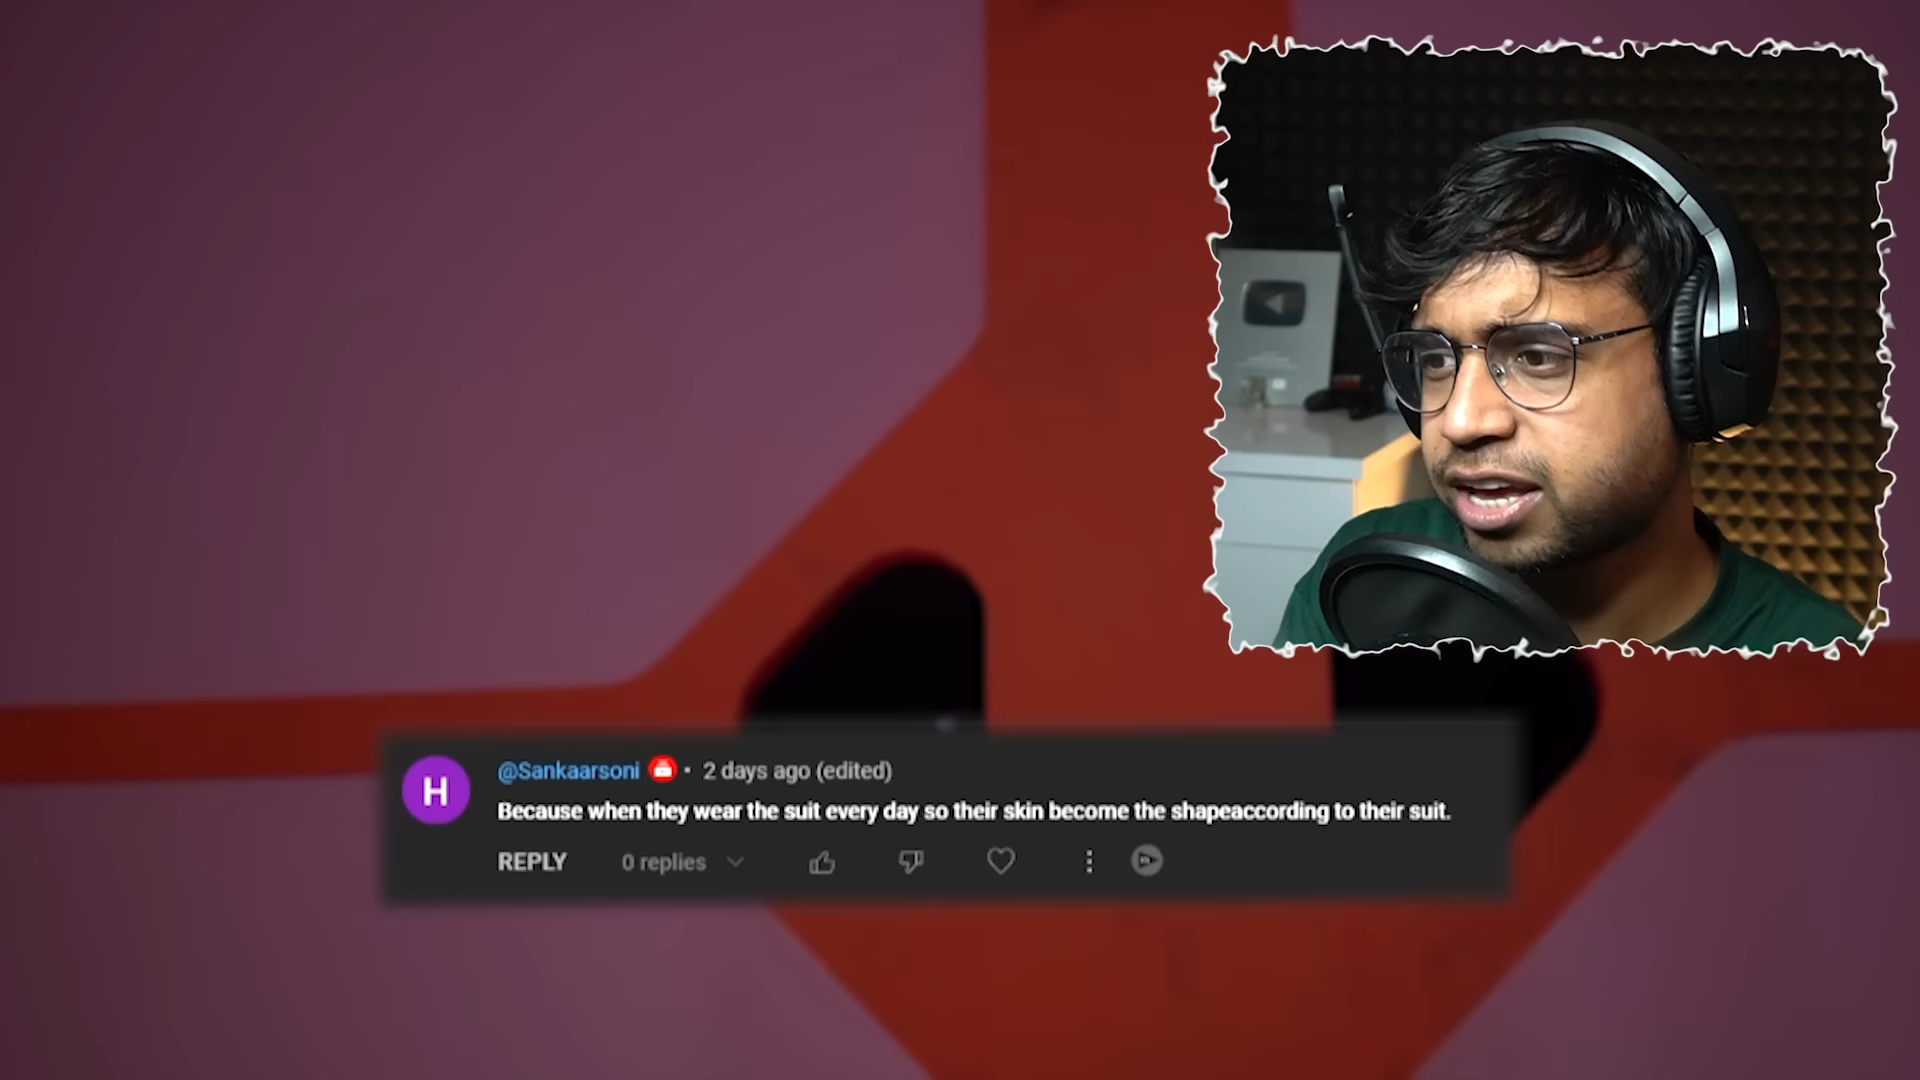 H
@Sankaarsoni • 2 days ago (edited)
Because when they wear the suit every day so their skin become the shapeaccording to their suit.
REPLY 0 replies